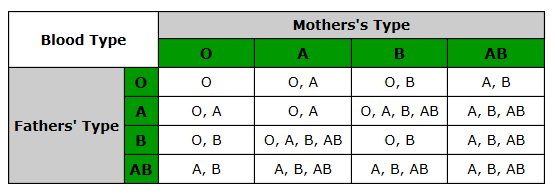 Blood Type
Mothers's Type
O A B AB
Fathers' Type
O O O, A O, B A, B
A O, A O, A O, A, B, AB A, B, AB
B O, B O, A, B, AB O, B A, B, AB
AB A, B A, B, AB A, B, AB A, B, AB